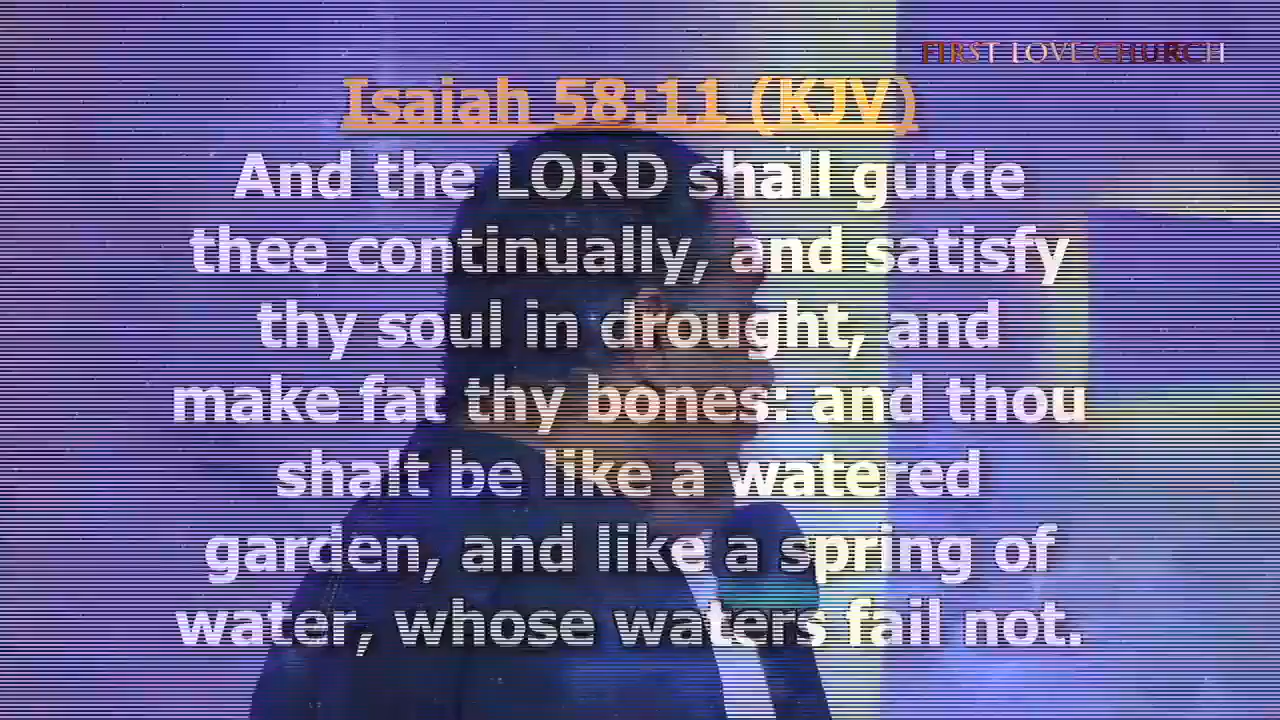 FIRST LOVE CHURCH
Isaiah 58:11 (KJV)
And the LORD shall guide
thee continually, and satisfy
thy soul in drought, and
make fat thy bones: and thou
shalt be like a watered
garden, and like a spring of
water, whose waters fail not.